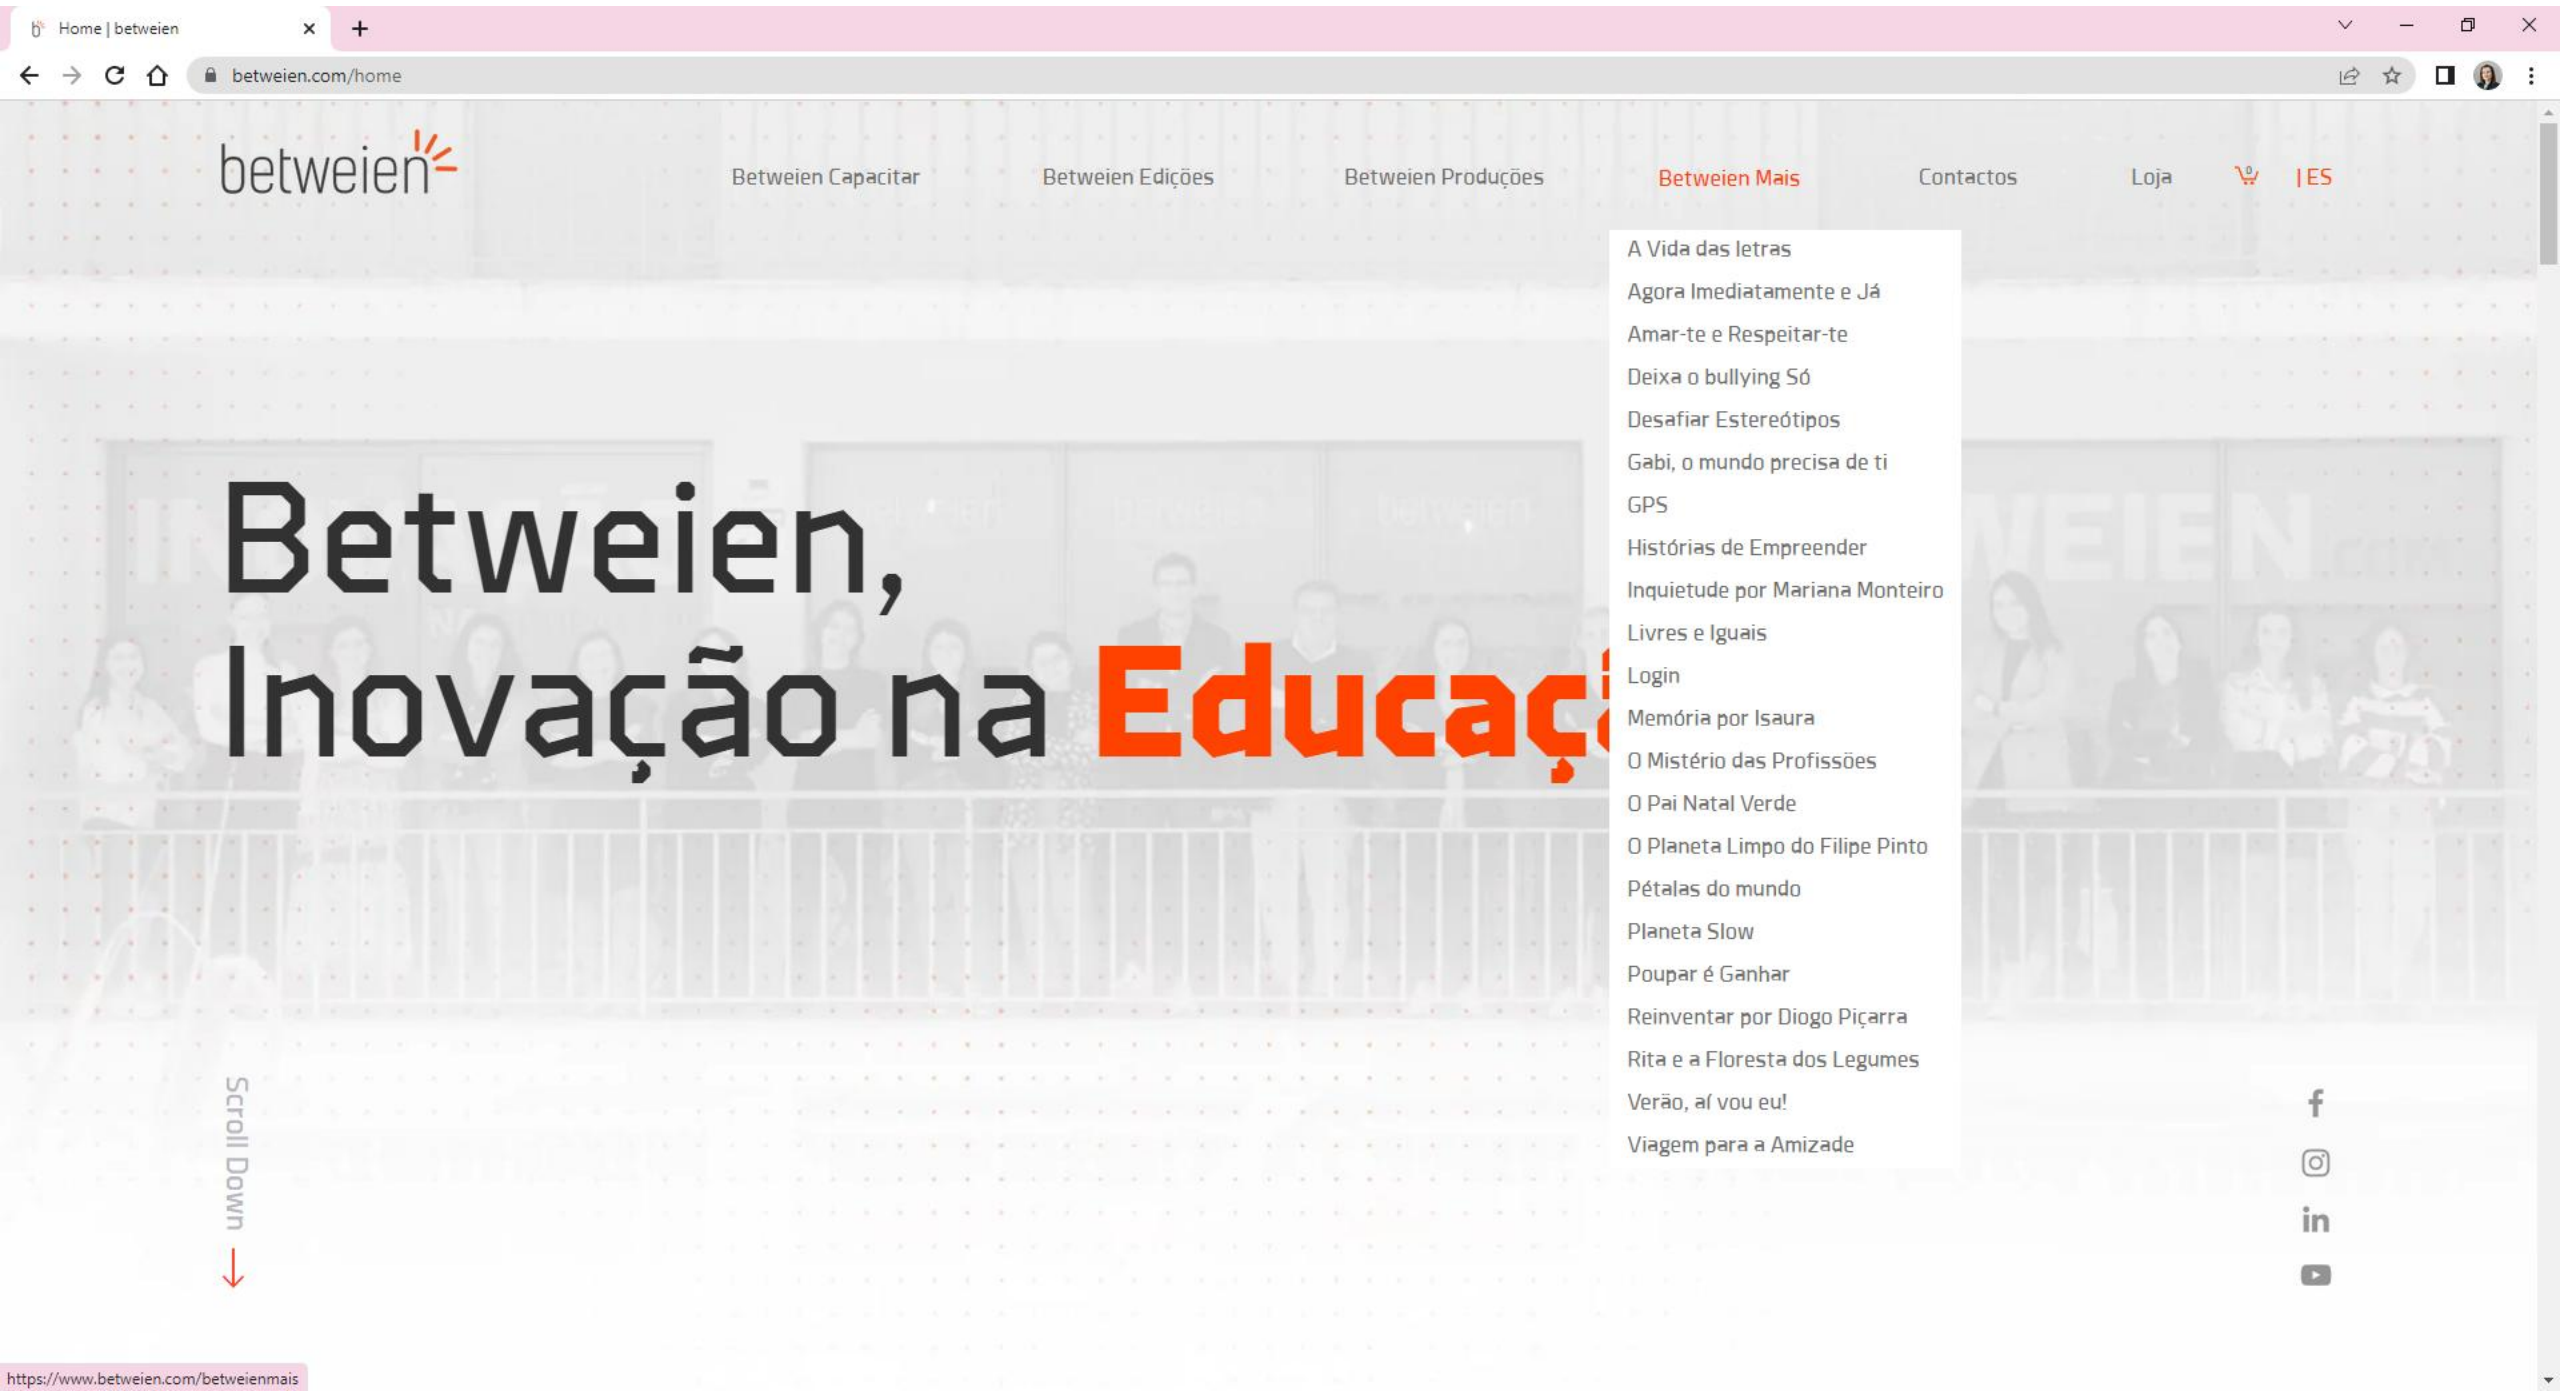 Home | betweien
betweien.com/home
betweien
Betweien Capacitar
Betweien Edições
Betweien Produções
Betweien Mais
Contactos
Loja
0
| ES
A Vida das letras
Agora Imediatamente e Já
Amar-te e Respeitar-te
Deixa o bullying Só
Desafiar Estereótipos
Gabi, o mundo precisa de ti
GPS
Histórias de Empreender
Inquietude por Mariana Monteiro
Livres e Iguais
Login
Memória por Isaura
O Mistério das Profissões
O Pai Natal Verde
O Planeta Limpo do Filipe Pinto
Pétalas do mundo
Planeta Slow
Poupar é Ganhar
Reinventar por Diogo Piçarra
Rita e a Floresta dos Legumes
Verão, aí vou eu!
Viagem para a Amizade
Betweien,
Inovação na Educaç
Scroll Down
https://www.betweien.com/betweienmais